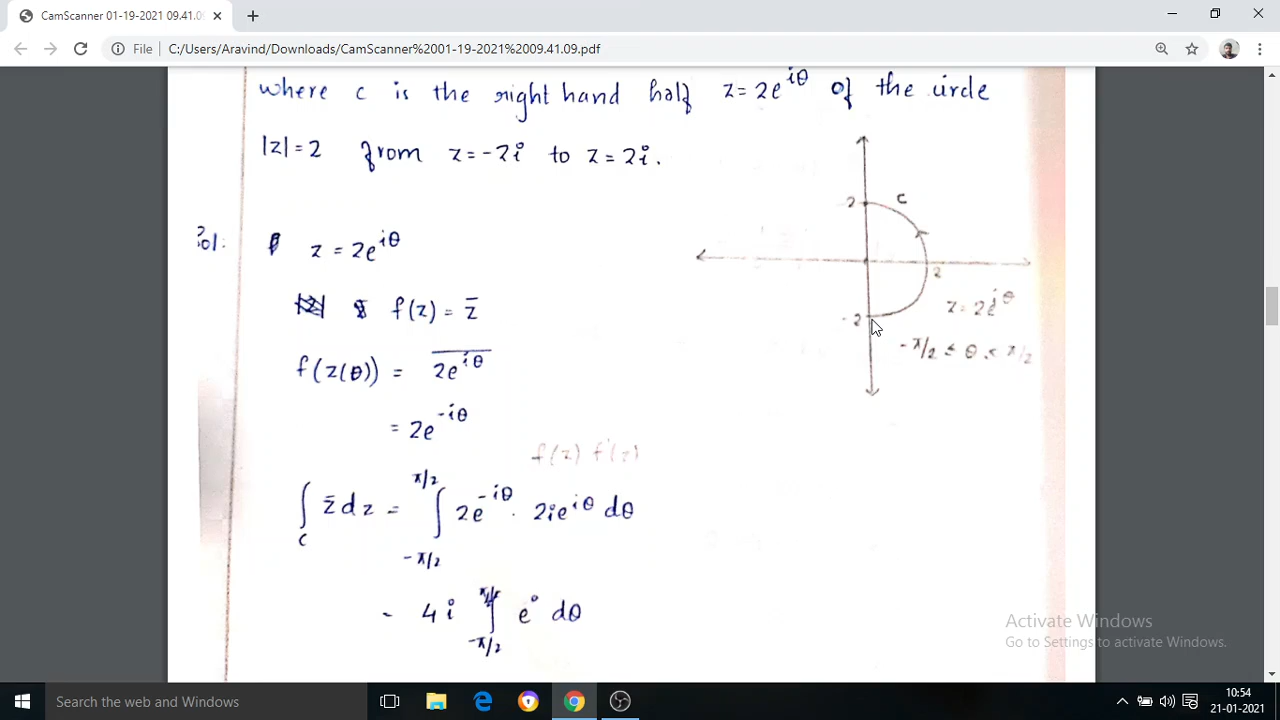 CamScanner 01-19-2021 09.41.09.
File C:/Users/Aravind/Downloads/CamScanner%2001-19-2021%2009.41.09.pdf
where c is the right hand half z = 2e^{iθ} of the circle
|z| = 2 from z = -2i to z = 2i.
2 c
2
-2
z = 2e^{iθ}
-π/2 ≤ θ ≤ π/2
Sol: z = 2e^{iθ}
f(z) = z̅
f(z(θ)) = \overline{2e^{iθ}}
= 2e^{-iθ}
f(z) f'(z)
∫_C z̅ dz = ∫_{-π/2}^{π/2} 2e^{-iθ} . 2ie^{iθ} dθ
= 4i ∫_{-π/2}^{π/2} e^0 dθ
Activate Windows
Go to Settings to activate Windows.
Search the web and Windows
10:54
21-01-2021